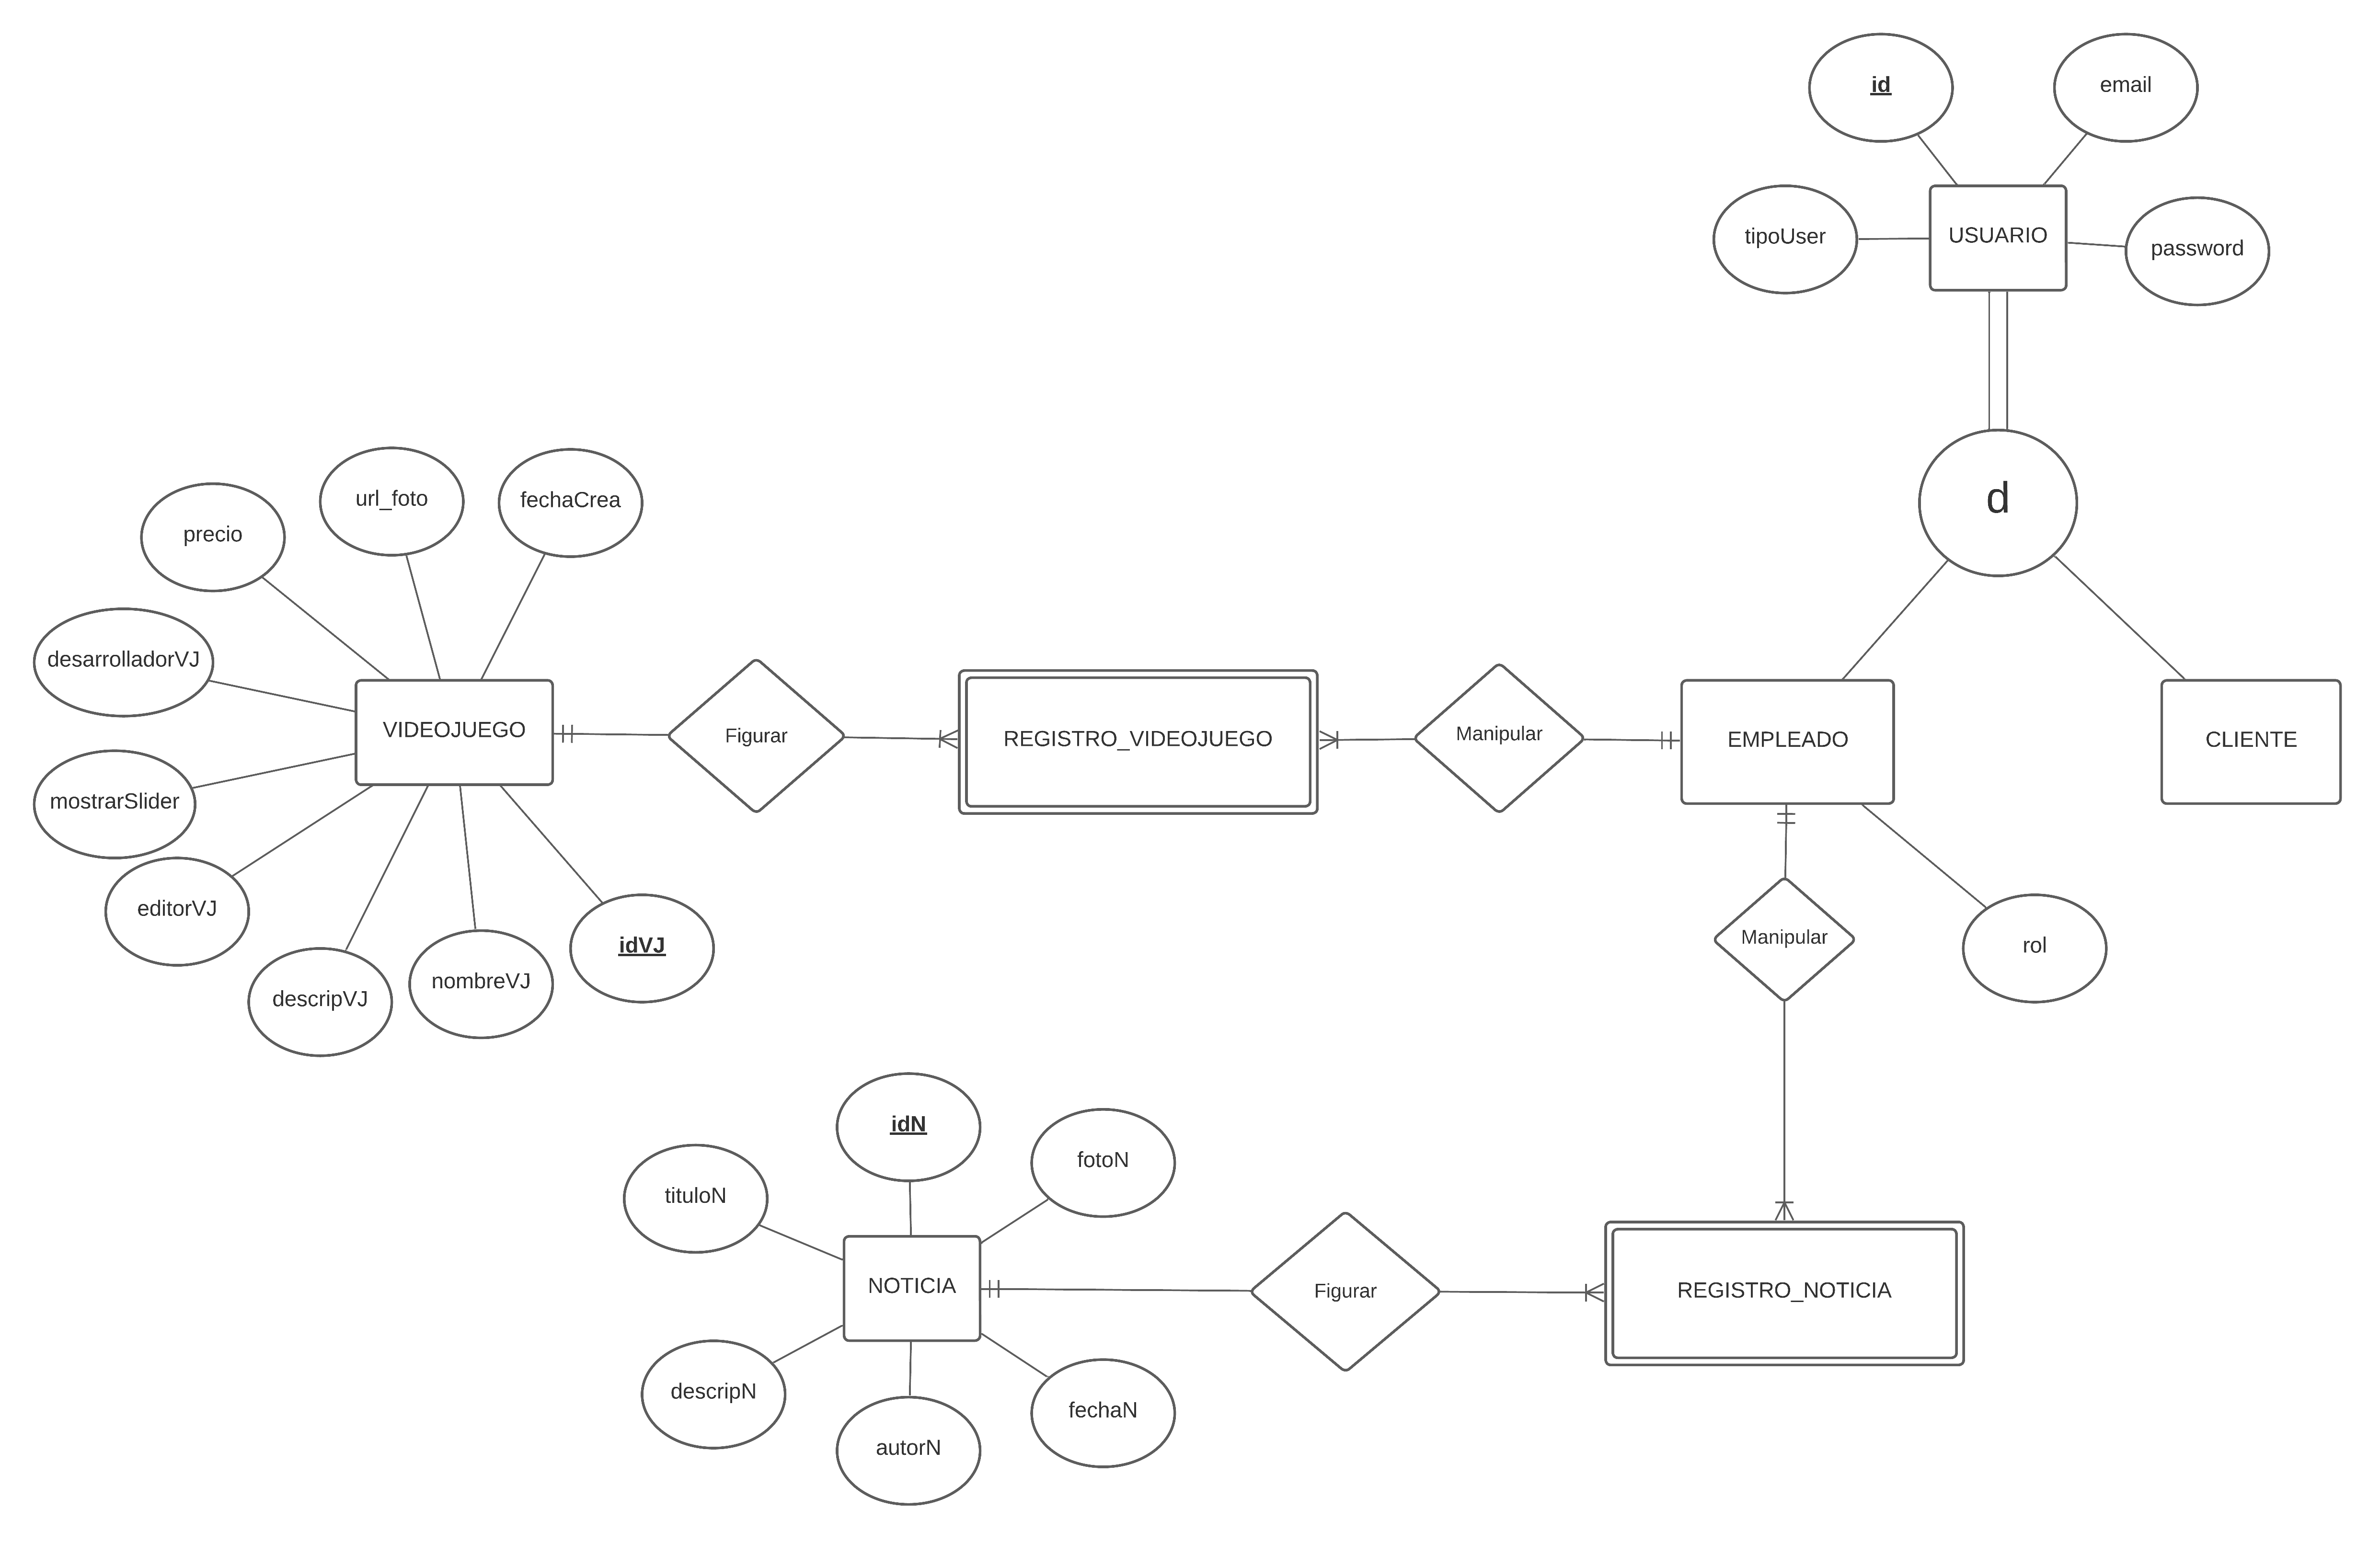 id
email
tipoUser
USUARIO
password
d
url_foto
fechaCrea
precio
desarrolladorVJ
VIDEOJUEGO
Figurar
REGISTRO_VIDEOJUEGO
Manipular
EMPLEADO
CLIENTE
mostrarSlider
editorVJ
descripVJ
nombreVJ
idVJ
Manipular
rol
idN
fotoN
tituloN
NOTICIA
Figurar
REGISTRO_NOTICIA
descripN
autorN
fechaN